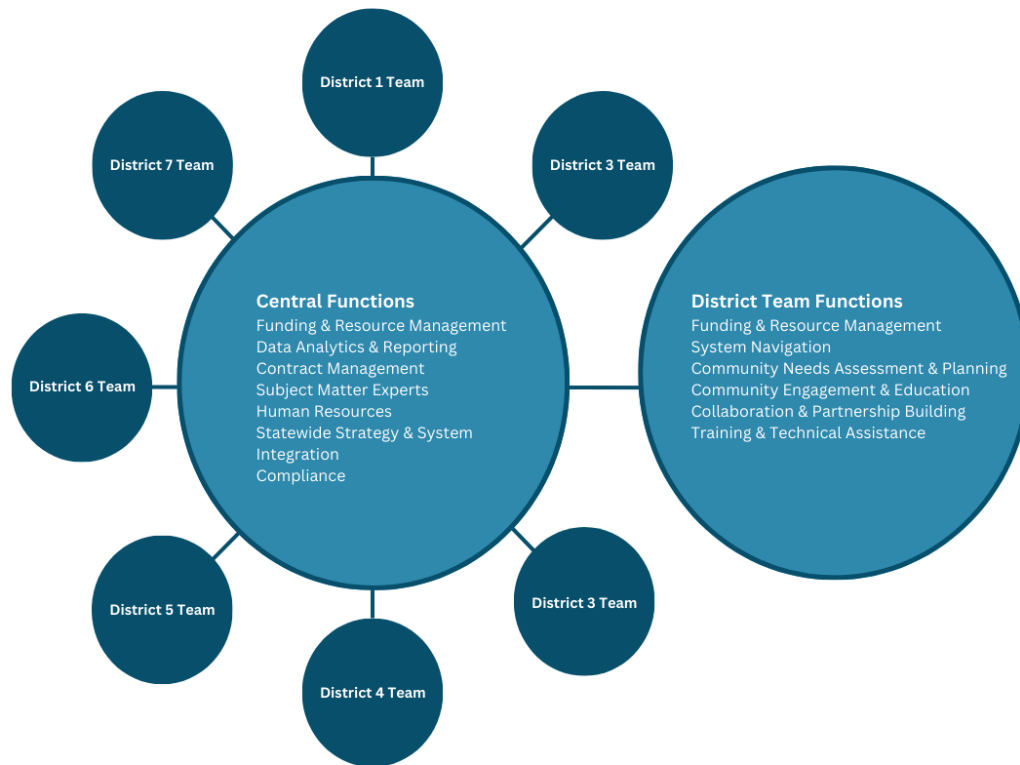 District 1 Team
District 7 Team
District 3 Team
Central Functions
Funding & Resource Management
Data Analytics & Reporting
Contract Management
Subject Matter Experts
Human Resources
Statewide Strategy & System
Integration
Compliance
District Team Functions
Funding & Resource Management
System Navigation
Community Needs Assessment & Planning
Community Engagement & Education
Collaboration & Partnership Building
Training & Technical Assistance
District 6 Team
District 5 Team
District 3 Team
District 4 Team